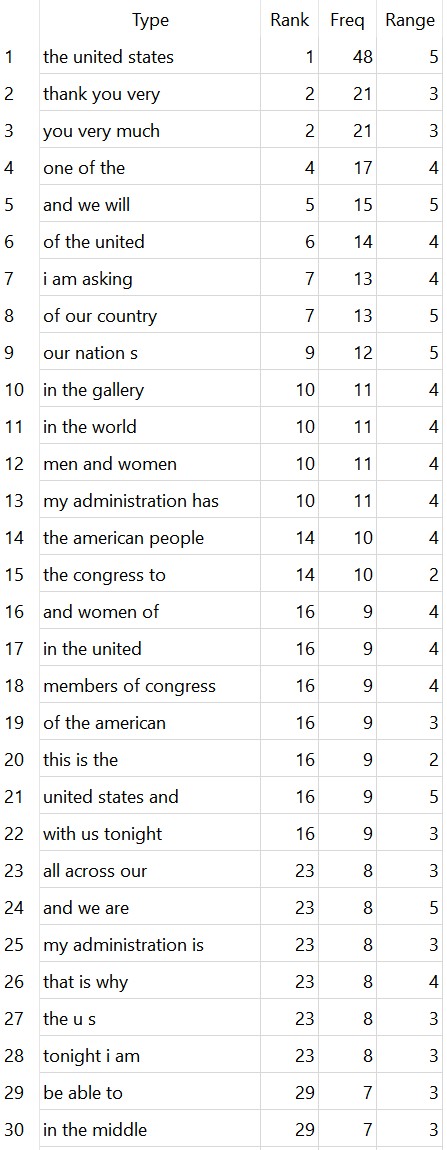 Type Rank Freq Range
1 the united states 1 48 5
2 thank you very 2 21 3
3 you very much 2 21 3
4 one of the 4 17 4
5 and we will 5 15 5
6 of the united 6 14 4
7 i am asking 7 13 4
8 of our country 7 13 5
9 our nation s 9 12 5
10 in the gallery 10 11 4
11 in the world 10 11 4
12 men and women 10 11 4
13 my administration has 10 11 4
14 the american people 14 10 4
15 the congress to 14 10 2
16 and women of 16 9 4
17 in the united 16 9 4
18 members of congress 16 9 4
19 of the american 16 9 3
20 this is the 16 9 2
21 united states and 16 9 5
22 with us tonight 16 9 3
23 all across our 23 8 3
24 and we are 23 8 5
25 my administration is 23 8 3
26 that is why 23 8 4
27 the u s 23 8 3
28 tonight i am 23 8 3
29 be able to 29 7 3
30 in the middle 29 7 3